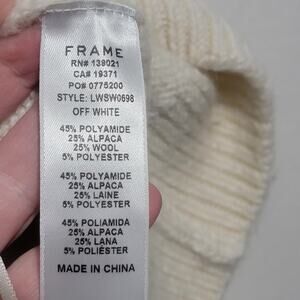 FRAME
RN# 139021
CA# 19371
PO# 0775200
STYLE: LWSW0698
OFF WHITE
45% POLYAMIDE
25% ALPACA
25% WOOL
5% POLYESTER
45% POLYAMIDE
25% ALPACA
25% LAINE
5% POLYESTER
45% POLIAMIDA
25% ALPACA
25% LANA
5% POLIÉSTER
MADE IN CHINA